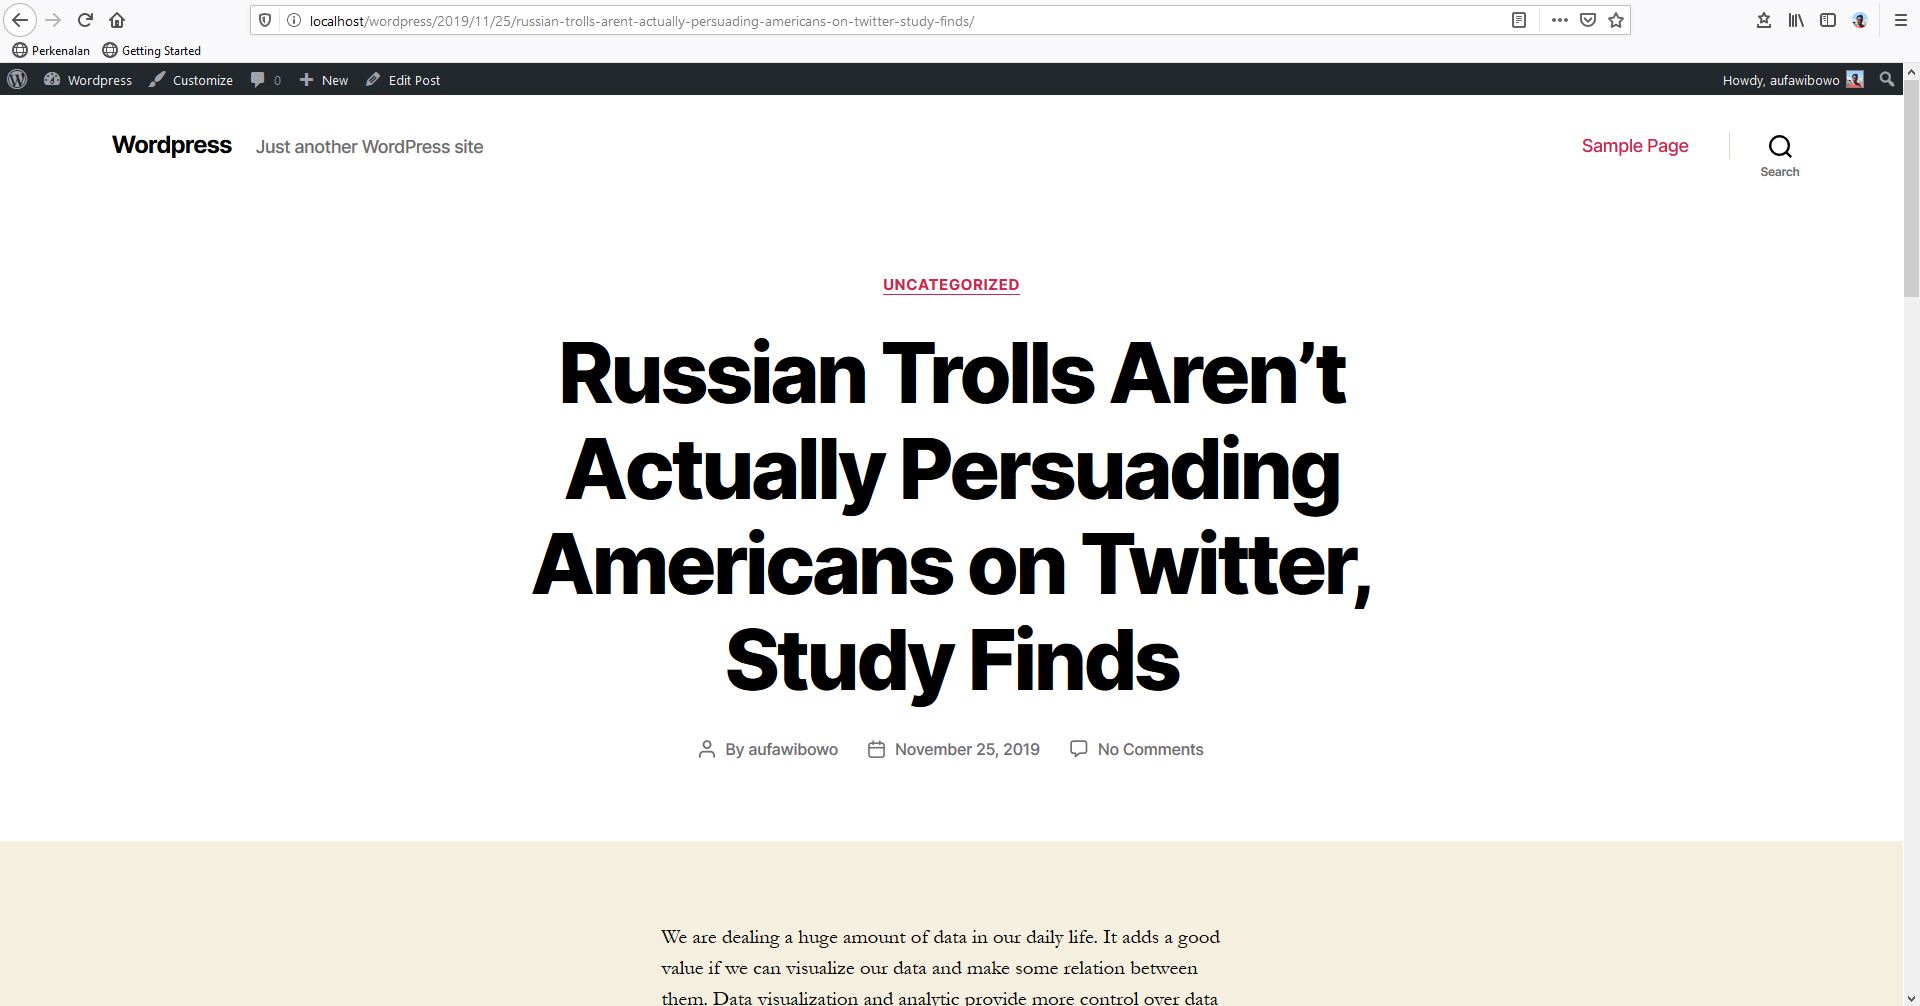 localhost/wordpress/2019/11/25/russian-trolls-arent-actually-persuading-americans-on-twitter-study-finds/
Perkenalan Getting Started
Wordpress Customize 0 New Edit Post Howdy, aufawibowo
Wordpress Just another WordPress site Sample Page
Search
UNCATEGORIZED
Russian Trolls Aren’t
Actually Persuading
Americans on Twitter,
Study Finds
By aufawibowo November 25, 2019 No Comments
We are dealing a huge amount of data in our daily life. It adds a good
value if we can visualize our data and make some relation between
them. Data visualization and analytic provide more control over data